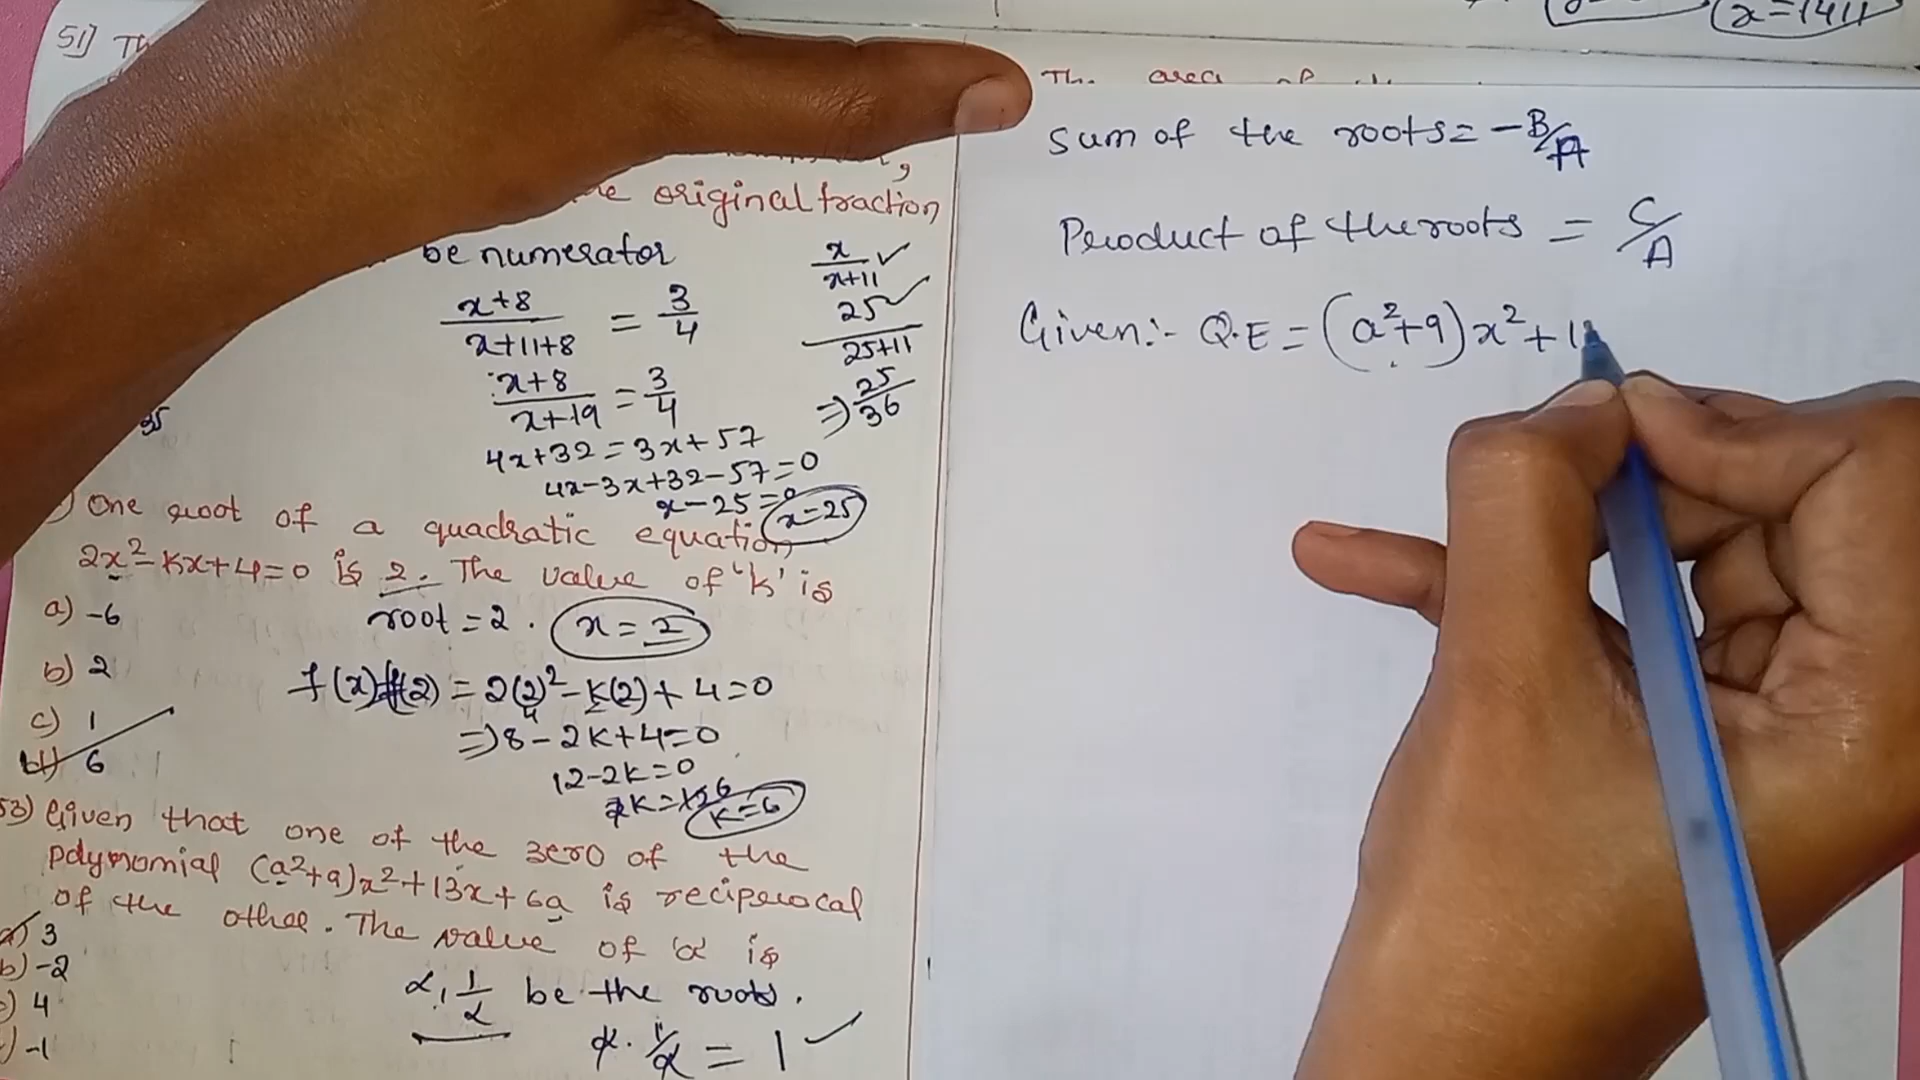 51]
x=1411
The area of
original fraction
be numerator
x/x+11 ✓
x+8/x+11+8 = 3/4
25/25+11 ✓
x+8/x+19 = 3/4
⇒ 25/36
4x+32=3x+57
4x-3x+32-57=0
x-25=0
x=25
One root of a quadratic equation
2x²-Kx+4=0 is 2. The value of 'k' is
a) -6
root = 2. x = 2
b) 2
f(2) = 2(2)²-k(2)+4=0
4
c) 1
⇒8-2k+4=0
d) 6
12-2k=0
k=6
53) Given that one of the zero of the
polynomial (a²+9)x²+13x+6a is reciprocal
of the other. The value of 'a' is
a) 3
b) -2
) 4
) -1
α, 1/α be the roots.
α. 1/α = 1 ✓
Sum of the roots = -B/A
Product of the roots = C/A
Given:- Q.E = (a²+9)x²+1